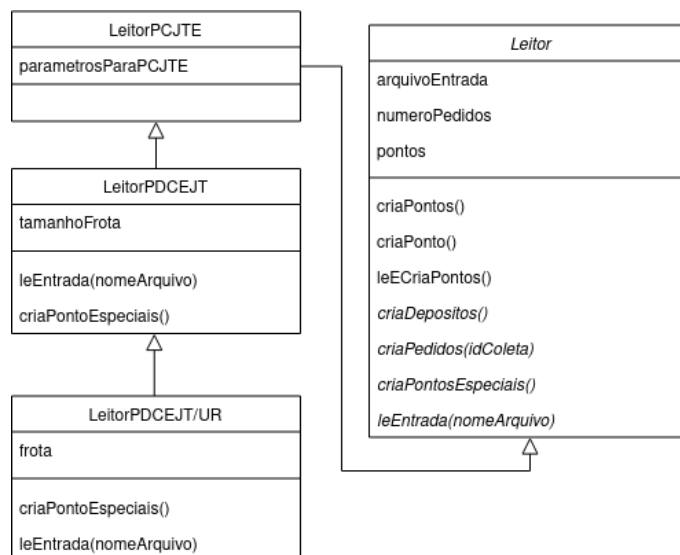 LeitorPCJTE
parametrosParaPCJTE
LeitorPDCEJT
tamanhoFrota
leEntrada(nomeArquivo)
criaPontoEspeciais()
LeitorPDCEJT/UR
frota
criaPontoEspeciais()
leEntrada(nomeArquivo)
Leitor
arquivoEntrada
numeroPedidos
pontos
criaPontos()
criaPonto()
leECriaPontos()
criaDepositos()
criaPedidos(idColeta)
criaPontosEspeciais()
leEntrada(nomeArquivo)